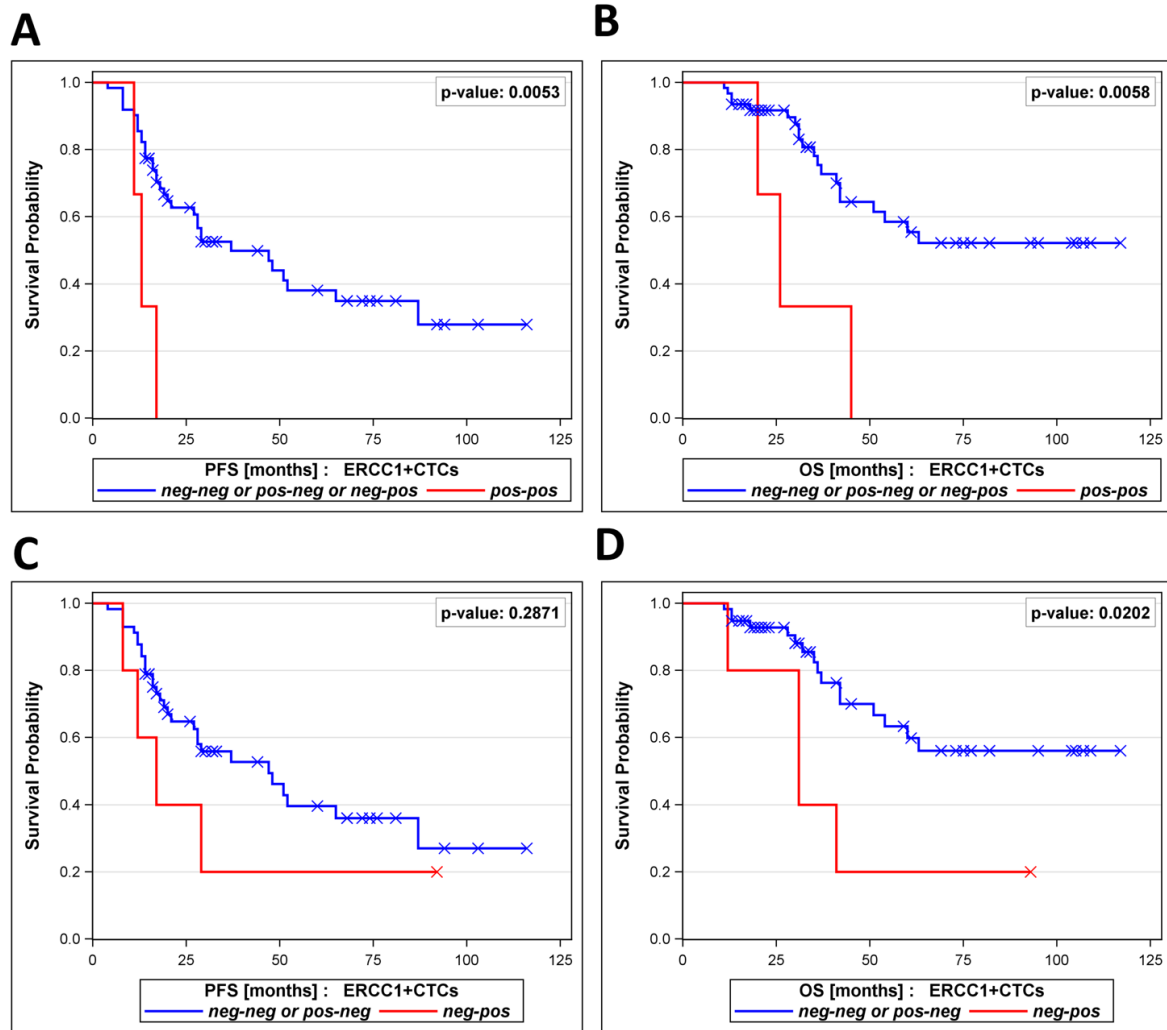 A
p-value: 0.0053
Survival Probability
1.0
0.8
0.6
0.4
0.2
0.0
0 25 50 75 100 125
PFS [months] : ERCC1+CTCs
neg-neg or pos-neg or neg-pos pos-pos
B
p-value: 0.0058
Survival Probability
1.0
0.8
0.6
0.4
0.2
0.0
0 25 50 75 100 125
OS [months] : ERCC1+CTCs
neg-neg or pos-neg or neg-pos pos-pos
C
p-value: 0.2871
Survival Probability
1.0
0.8
0.6
0.4
0.2
0.0
0 25 50 75 100 125
PFS [months] : ERCC1+CTCs
neg-neg or pos-neg neg-pos
D
p-value: 0.0202
Survival Probability
1.0
0.8
0.6
0.4
0.2
0.0
0 25 50 75 100 125
OS [months] : ERCC1+CTCs
neg-neg or pos-neg neg-pos